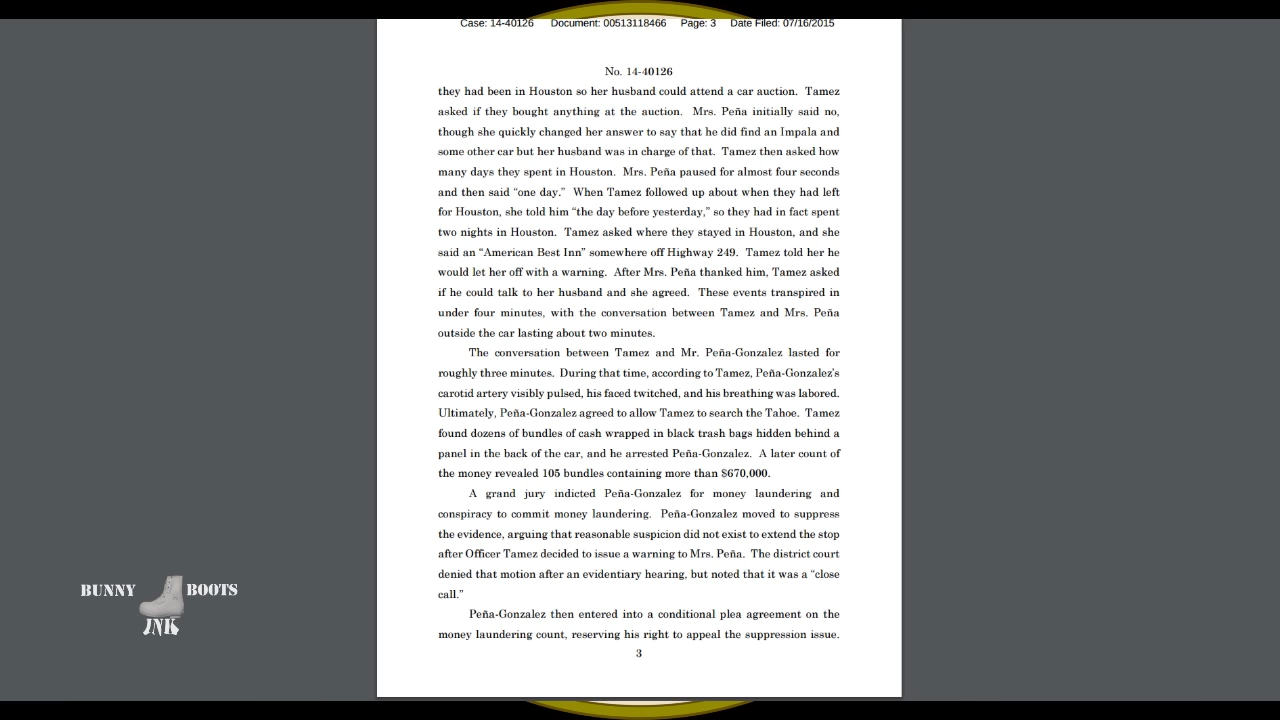 Case: 14-40126 Document: 00513118466 Page: 3 Date Filed: 07/16/2015
No. 14-40126
they had been in Houston so her husband could attend a car auction. Tamez
asked if they bought anything at the auction. Mrs. Peña initially said no,
though she quickly changed her answer to say that he did find an Impala and
some other car but her husband was in charge of that. Tamez then asked how
many days they spent in Houston. Mrs. Peña paused for almost four seconds
and then said “one day.” When Tamez followed up about when they had left
for Houston, she told him “the day before yesterday,” so they had in fact spent
two nights in Houston. Tamez asked where they stayed in Houston, and she
said an “American Best Inn” somewhere off Highway 249. Tamez told her he
would let her off with a warning. After Mrs. Peña thanked him, Tamez asked
if he could talk to her husband and she agreed. These events transpired in
under four minutes, with the conversation between Tamez and Mrs. Peña
outside the car lasting about two minutes.
The conversation between Tamez and Mr. Peña-Gonzalez lasted for
roughly three minutes. During that time, according to Tamez, Peña-Gonzalez's
carotid artery visibly pulsed, his faced twitched, and his breathing was labored.
Ultimately, Peña-Gonzalez agreed to allow Tamez to search the Tahoe. Tamez
found dozens of bundles of cash wrapped in black trash bags hidden behind a
panel in the back of the car, and he arrested Peña-Gonzalez. A later count of
the money revealed 105 bundles containing more than $670,000.
A grand jury indicted Peña-Gonzalez for money laundering and
conspiracy to commit money laundering. Peña-Gonzalez moved to suppress
the evidence, arguing that reasonable suspicion did not exist to extend the stop
after Officer Tamez decided to issue a warning to Mrs. Peña. The district court
denied that motion after an evidentiary hearing, but noted that it was a “close
call.”
Peña-Gonzalez then entered into a conditional plea agreement on the
money laundering count, reserving his right to appeal the suppression issue.
3
BUNNY BOOTS
INK